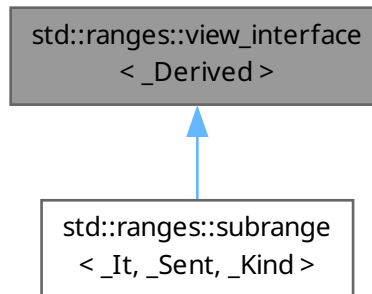 std::ranges::view_interface
< _Derived >
std::ranges::subrange
< _It, _Sent, _Kind >